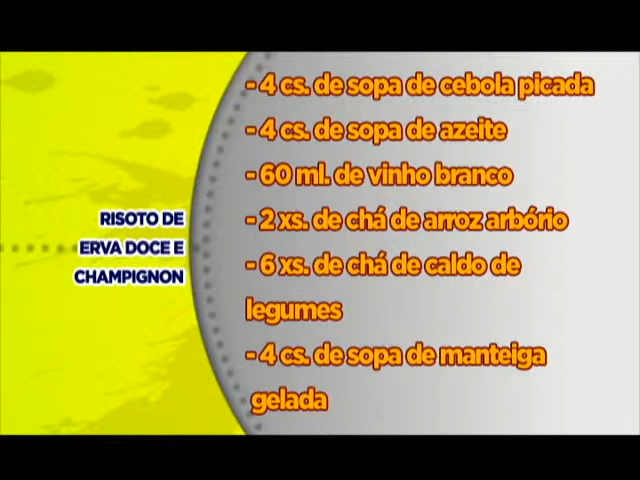 RISOTO DE
ERVA DOCE E
CHAMPIGNON
- 4 cs. de sopa de cebola picada
- 4 cs. de sopa de azeite
- 60 ml. de vinho branco
- 2 xs. de chá de arroz arbório
- 6 xs. de chá de caldo de
legumes
- 4 cs. de sopa de manteiga
gelada